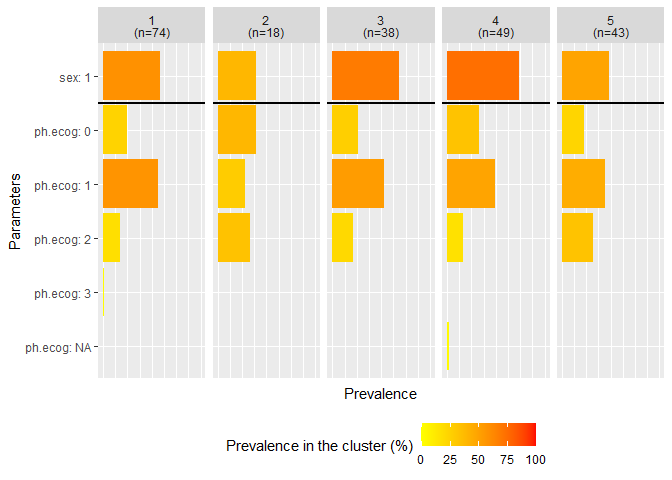 1
(n=74)
2
(n=18)
3
(n=38)
4
(n=49)
5
(n=43)
sex: 1
ph.ecog: 0
ph.ecog: 1
ph.ecog: 2
ph.ecog: 3
ph.ecog: NA
Parameters
Prevalence
Prevalence in the cluster (%)
0 25 50 75 100